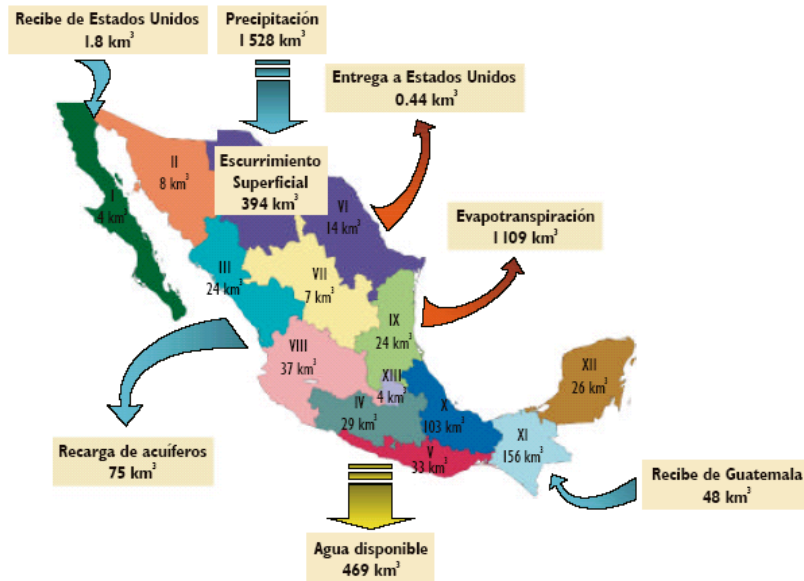 Recibe de Estados Unidos
1.8 km³
Precipitación
1 528 km³
Entrega a Estados Unidos
0.44 km³
Escurrimiento
Superficial
394 km³
Evapotranspiración
1 109 km³
I
4 km³
II
8 km³
VI
14 km³
III
24 km³
VII
7 km³
IX
24 km³
VIII
37 km³
XIII
4 km³
IV
29 km³
X
103 km³
V
33 km³
XI
156 km³
XII
26 km³
Recarga de acuíferos
75 km³
Recibe de Guatemala
48 km³
Agua disponible
469 km³